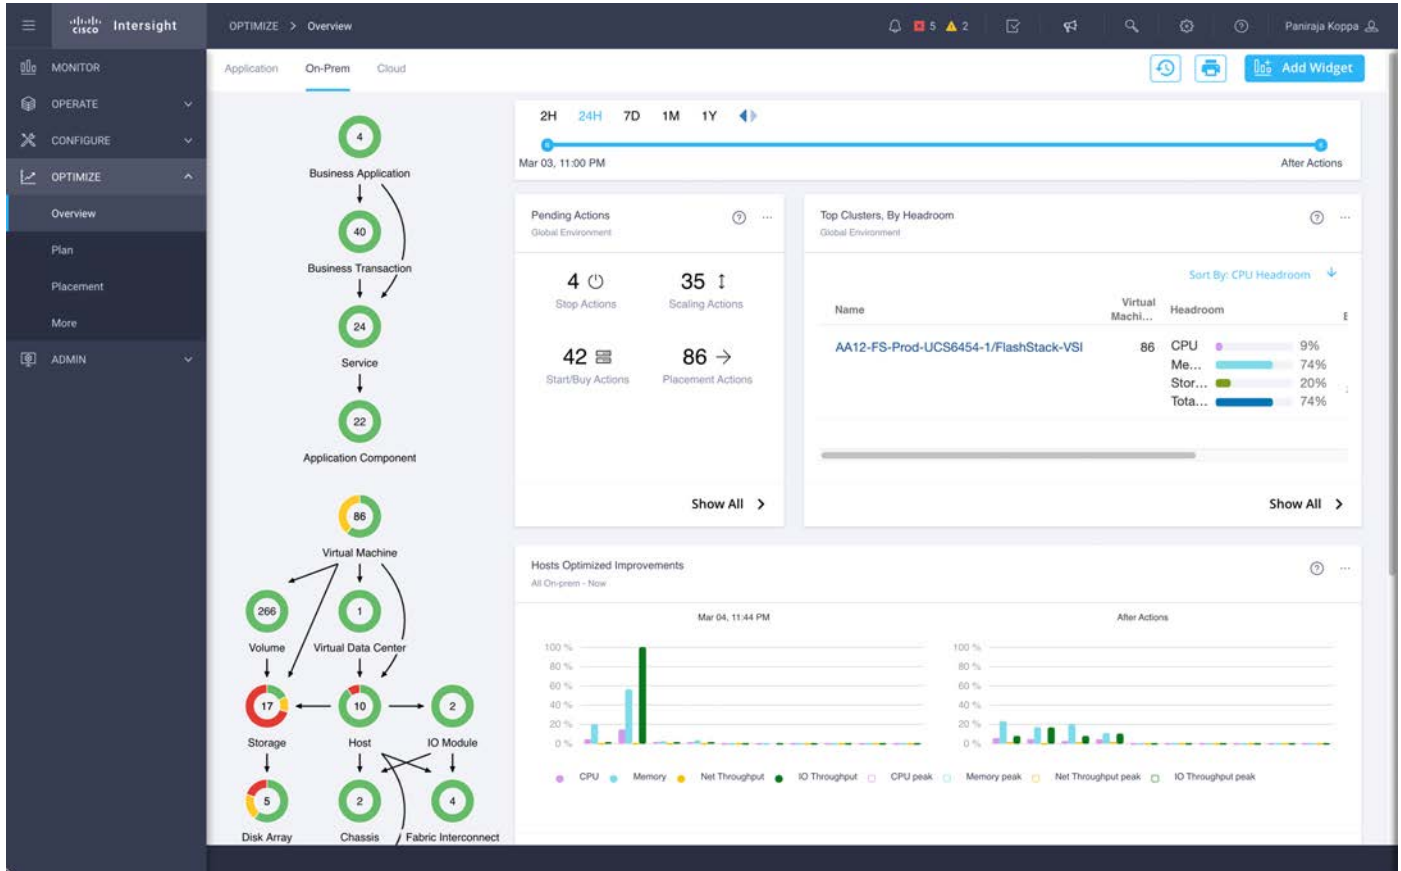 cisco Intersight
OPTIMIZE > Overview
5 2
Paniraja Koppa
MONITOR
OPERATE
CONFIGURE
OPTIMIZE
Overview
Plan
Placement
More
ADMIN
Application On-Prem Cloud
Add Widget
4
Business Application
40
Business Transaction
24
Service
22
Application Component
86
Virtual Machine
266 1
Volume Virtual Data Center
17 10 2
Storage Host IO Module
5 2 4
Disk Array Chassis Fabric Interconnect
2H 24H 7D 1M 1Y
Mar 03, 11:00 PM After Actions
Pending Actions
Global Environment
4 35
Stop Actions Scaling Actions
42 86
Start/Buy Actions Placement Actions
Show All >
Top Clusters, By Headroom
Global Environment
Sort By: CPU Headroom
Name Virtual Machi... Headroom
AA12-FS-Prod-UCS6454-1/FlashStack-VSI 86 CPU 9%
Me... 74%
Stor... 20%
Tota... 74%
Show All >
Hosts Optimized Improvements
All On-prem - Now
Mar 04, 11:44 PM After Actions
100 % 100 %
80 % 80 %
60 % 60 %
40 % 40 %
20 % 20 %
0 % 0 %
CPU Memory Net Throughput IO Throughput CPU peak Memory peak Net Throughput peak IO Throughput peak